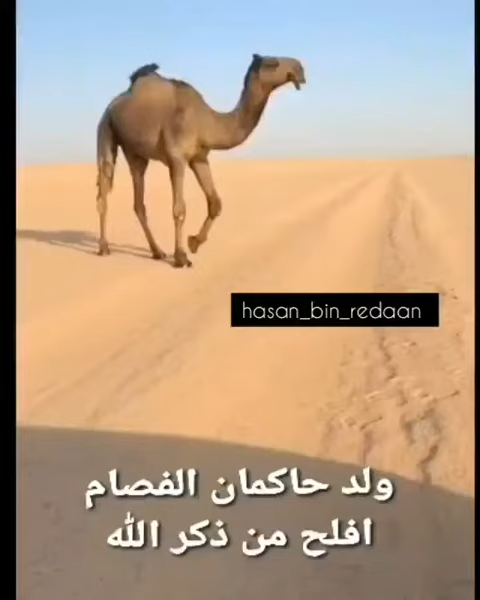 hasan_bin_redaan
ولد حاكمان الفصام
افلح من ذكر الله